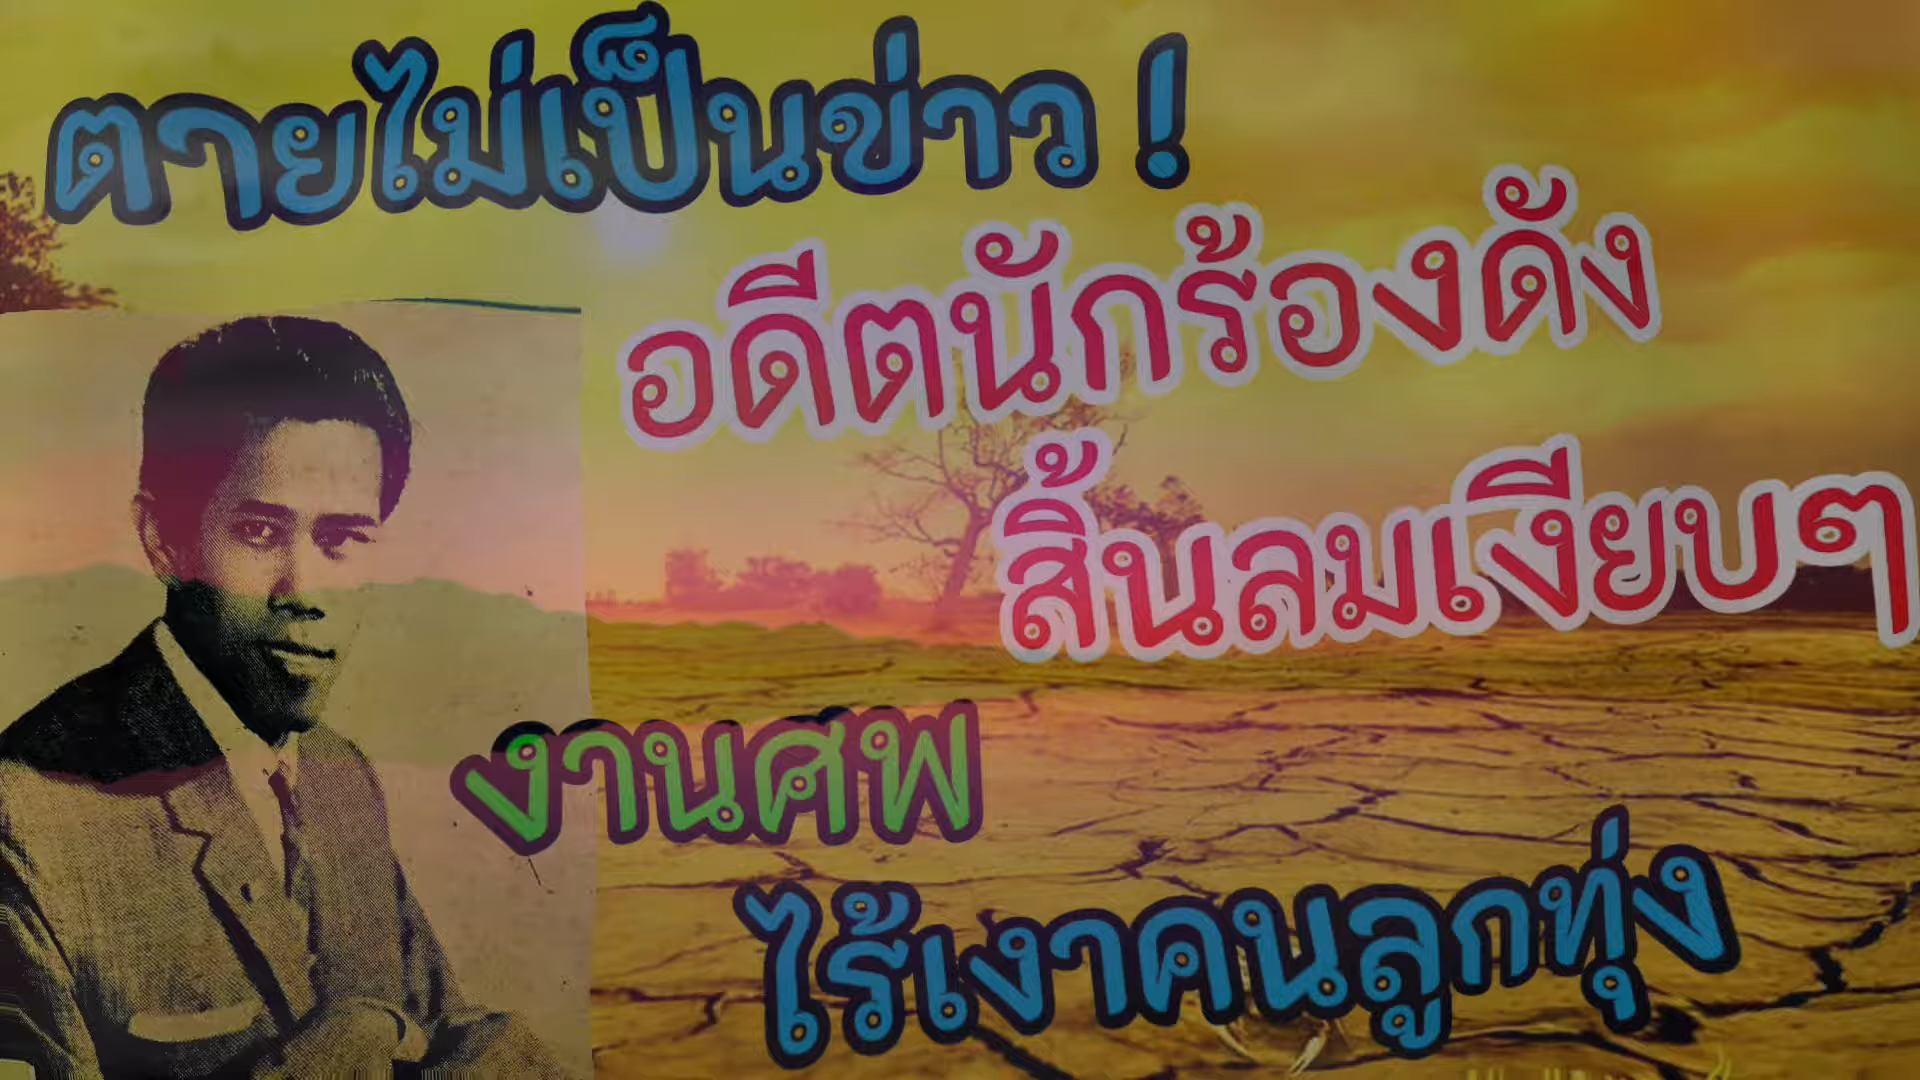 ตายไม่เป็นข่าว !
อดีตนักร้องดัง
สิ้นลมเงียบๆ
งานศพ
ไร้เงาคนลูกทุ่ง